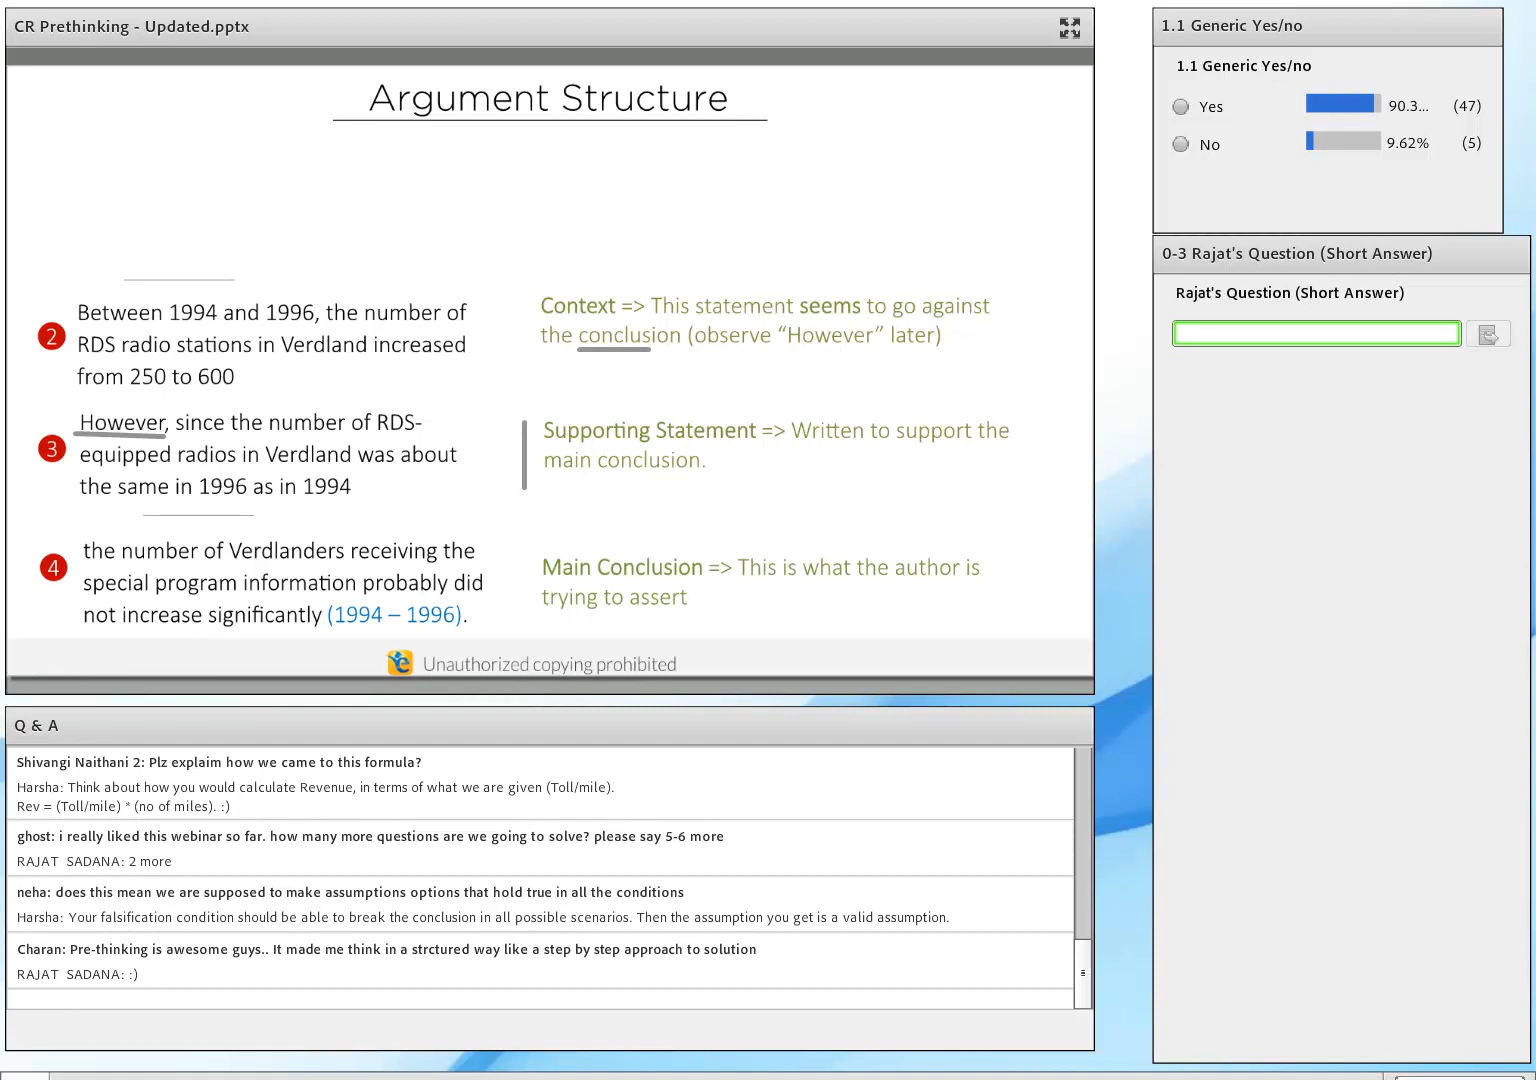 CR Prethinking - Updated.pptx
Argument Structure
2
Between 1994 and 1996, the number of
RDS radio stations in Verdland increased
from 250 to 600
Context => This statement seems to go against
the conclusion (observe “However” later)
3
However, since the number of RDS-
equipped radios in Verdland was about
the same in 1996 as in 1994
Supporting Statement => Written to support the
main conclusion.
4
the number of Verdlanders receiving the
special program information probably did
not increase significantly (1994 – 1996).
Main Conclusion => This is what the author is
trying to assert
Unauthorized copying prohibited
Q & A
Shivangi Naithani 2: Plz explaim how we came to this formula?
Harsha: Think about how you would calculate Revenue, in terms of what we are given (Toll/mile).
Rev = (Toll/mile) * (no of miles). :)
ghost: i really liked this webinar so far. how many more questions are we going to solve? please say 5-6 more
RAJAT SADANA: 2 more
neha: does this mean we are supposed to make assumptions options that hold true in all the conditions
Harsha: Your falsification condition should be able to break the conclusion in all possible scenarios. Then the assumption you get is a valid assumption.
Charan: Pre-thinking is awesome guys.. It made me think in a strctured way like a step by step approach to solution
RAJAT SADANA: :)
1.1 Generic Yes/no
1.1 Generic Yes/no
Yes 90.3... (47)
No 9.62% (5)
0-3 Rajat's Question (Short Answer)
Rajat's Question (Short Answer)